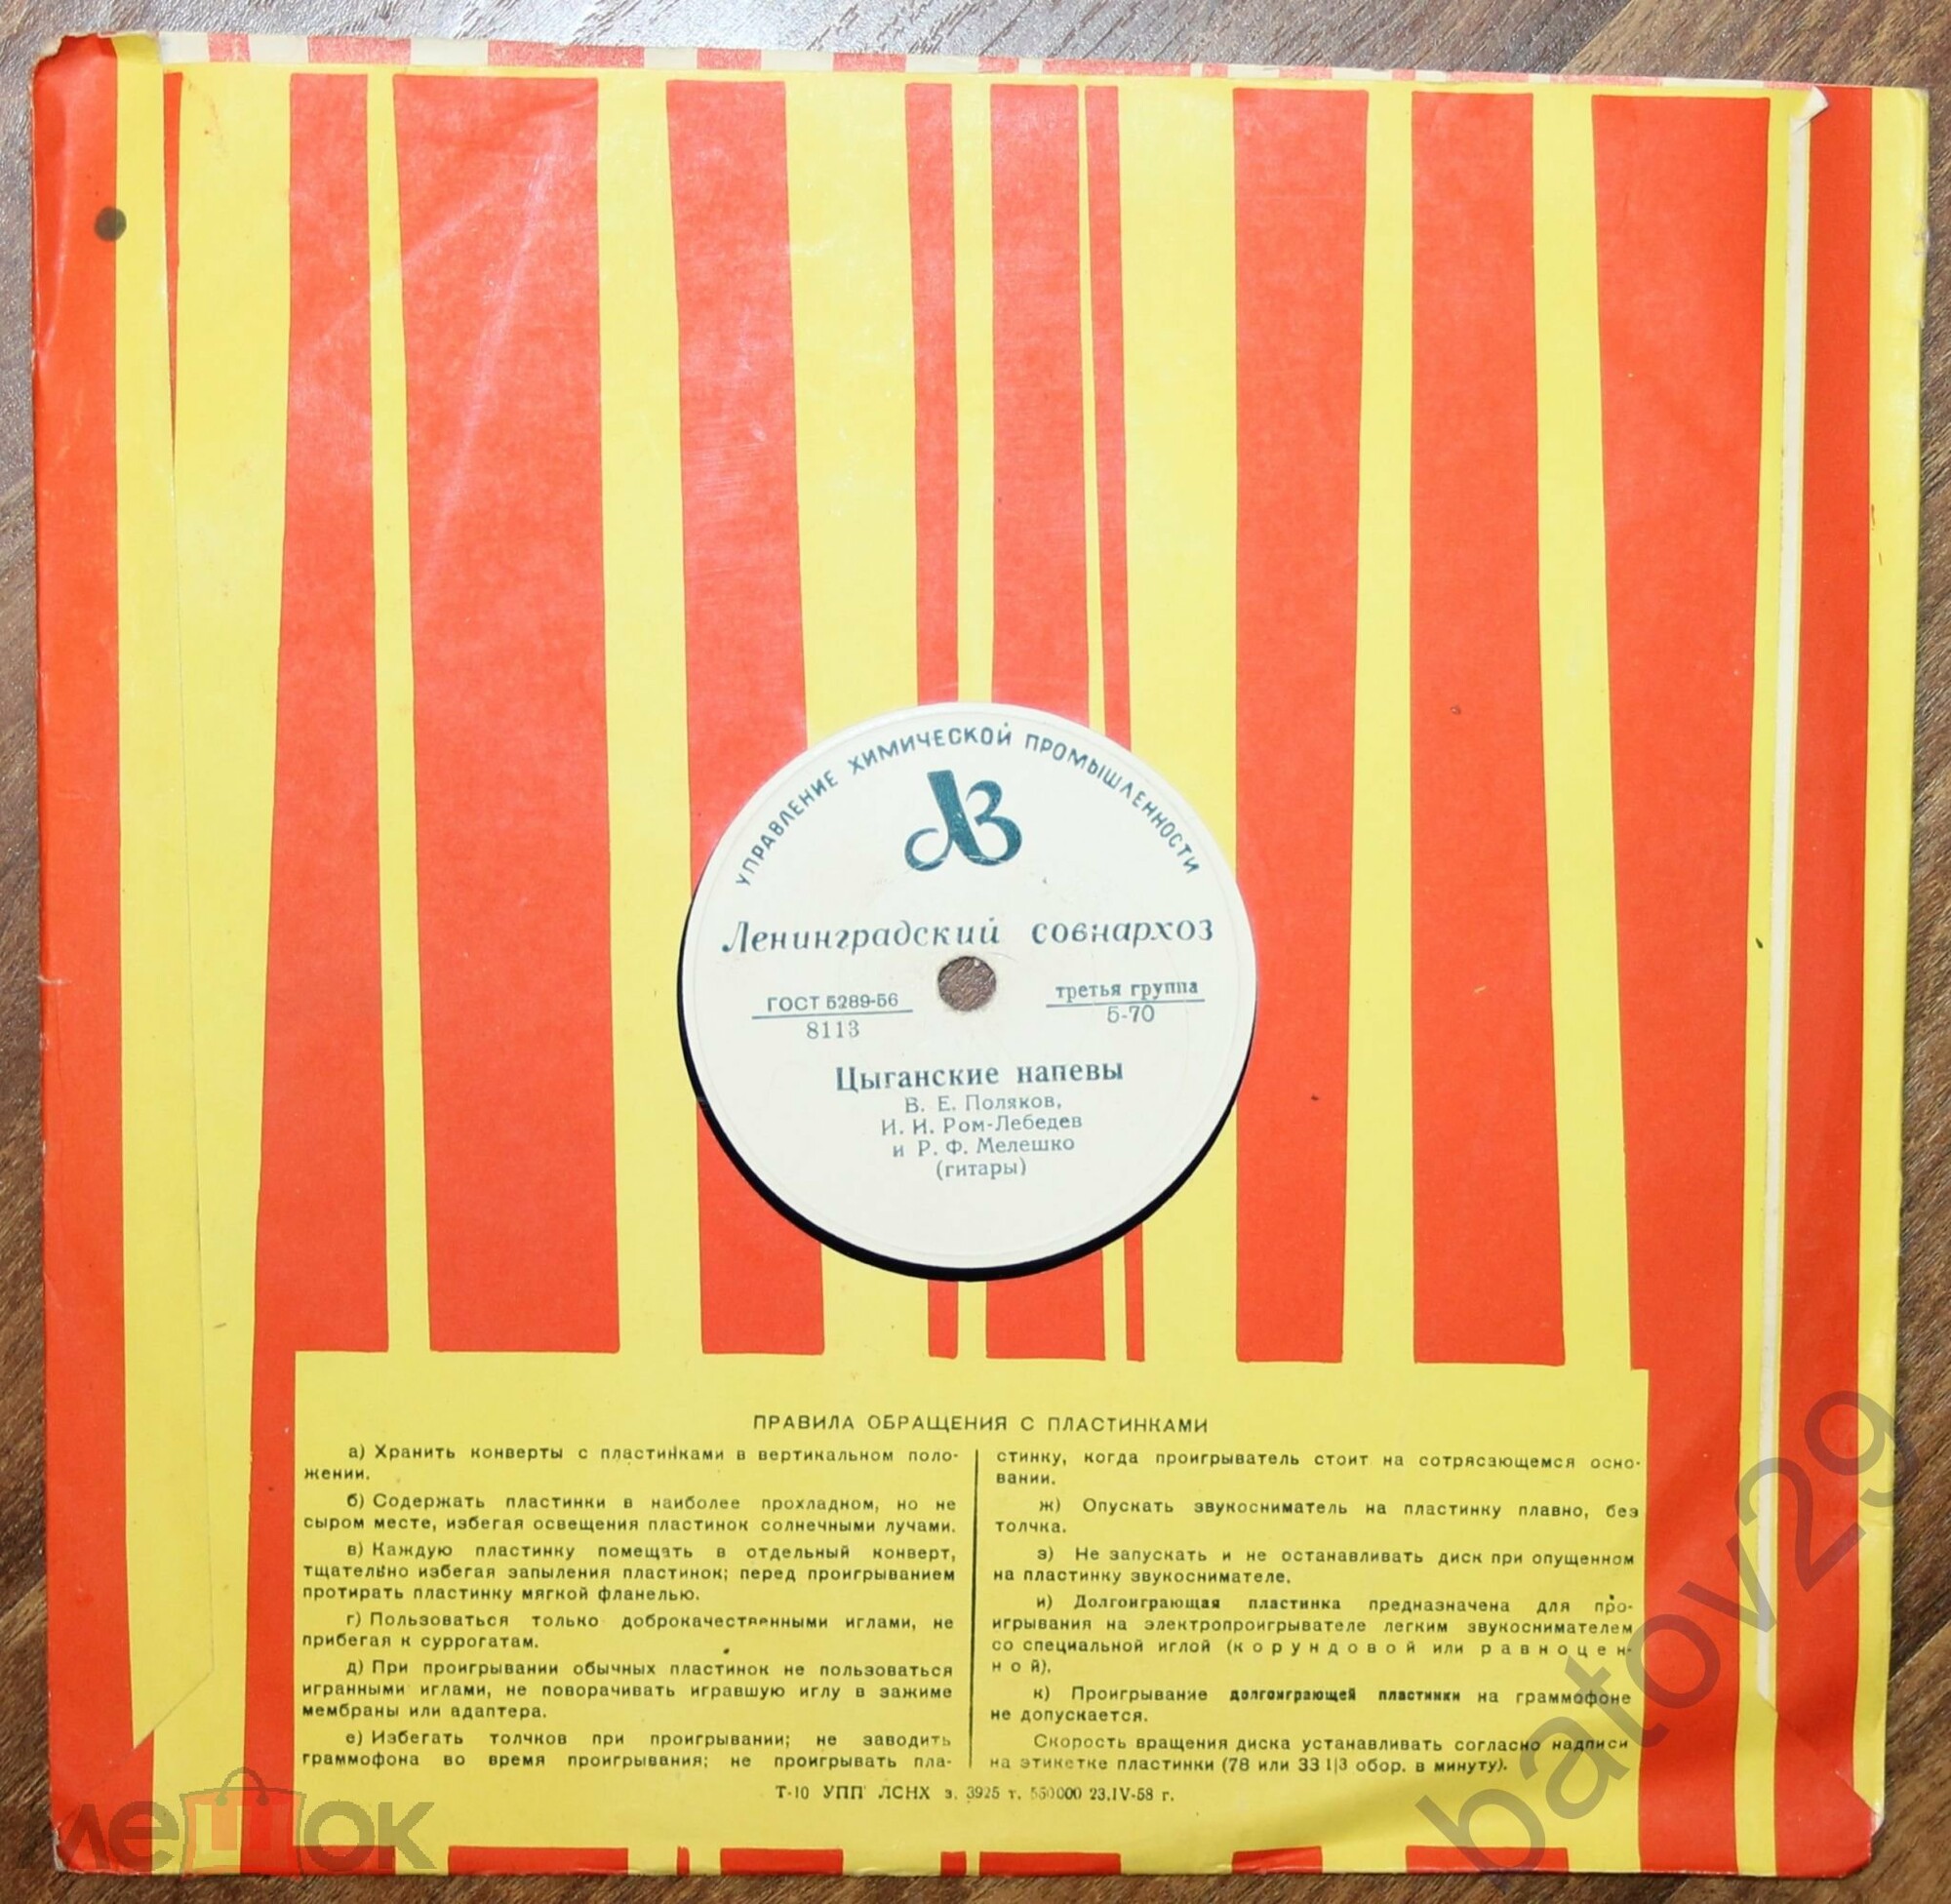 УПРАВЛЕНИЕ ХИМИЧЕСКОЙ ПРОМЫШЛЕННОСТИ
ЛЗ
Ленинградский совнархоз
ГОСТ 5289-56
8113
третья группа
5-70
Цыганские напевы
В. Е. Поляков,
И. И. Ром-Лебедев
и Р. Ф. Мелешко
(гитары)
ПРАВИЛА ОБРАЩЕНИЯ С ПЛАСТИНКАМИ
а) Хранить конверты с пластинками в вертикальном поло-
жении.
б) Содержать пластинки в наиболее прохладном, но не
сыром месте, избегая освещения пластинок солнечными лучами.
в) Каждую пластинку помещать в отдельный конверт,
тщательно избегая запыления пластинок; перед проигрыванием
протирать пластинку мягкой фланелью.
г) Пользоваться только доброкачественными иглами, не
прибегая к суррогатам.
д) При проигрывании обычных пластинок не пользоваться
игранными иглами, не поворачивать игравшую иглу в зажиме
мембраны или адаптера.
е) Избегать толчков при проигрывании; не заводить
граммофона во время проигрывания; не проигрывать пла-
стинку, когда проигрыватель стоит на сотрясающемся осно-
вании.
ж) Опускать звукосниматель на пластинку плавно, без
толчка.
з) Не запускать и не останавливать диск при опущенном
на пластинку звукоснимателе.
и) Долгоиграющая пластинка предназначена для про-
игрывания на электропроигрывателе легким звукоснимателем
со специальной иглой (корундовой или равноцен-
ной).
к) Проигрывание долгоиграющей пластинки на граммофоне
не допускается.
Скорость вращения диска устанавливать согласно надписи
на этикетке пластинки (78 или 33 1|3 обор. в минуту).
Т-10 УПП ЛСНХ з. 3925 т. 550000 23.IV-58 г.
мешок
batov29